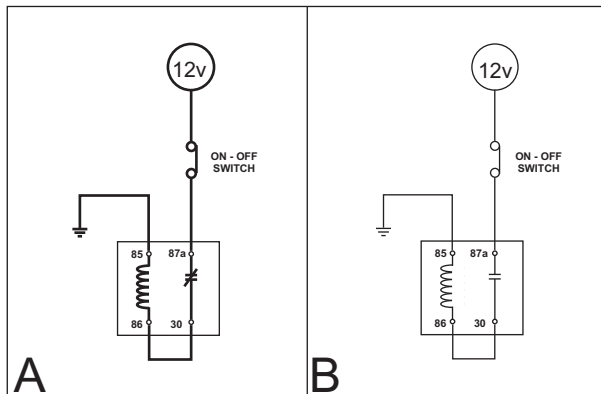 12v
ON - OFF
SWITCH
85 87a
86 30
A
12v
ON - OFF
SWITCH
85 87a
86 30
B